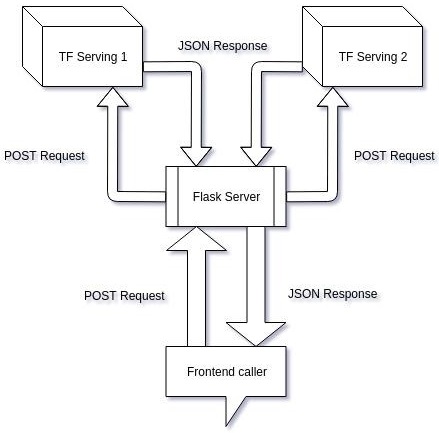 TF Serving 1
JSON Response
TF Serving 2
POST Request
POST Request
Flask Server
POST Request
JSON Response
Frontend caller